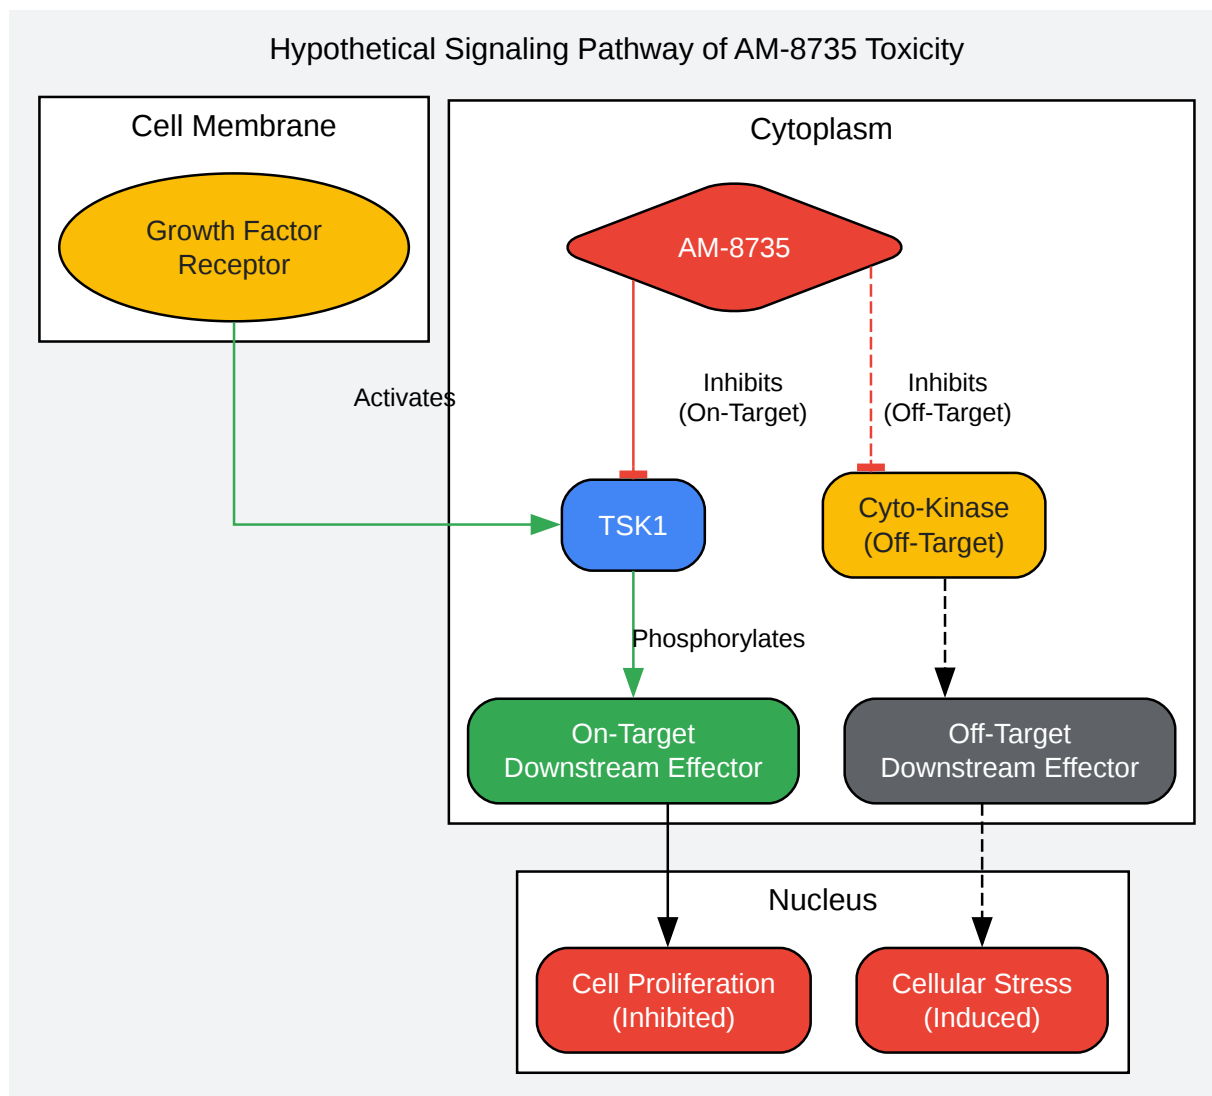 Hypothetical Signaling Pathway of AM-8735 Toxicity
Cell Membrane
Growth Factor
Receptor
Cytoplasm
AM-8735
Activates
Inhibits
(On-Target)
Inhibits
(Off-Target)
TSK1
Cyto-Kinase
(Off-Target)
Phosphorylates
On-Target
Downstream Effector
Off-Target
Downstream Effector
Nucleus
Cell Proliferation
(Inhibited)
Cellular Stress
(Induced)